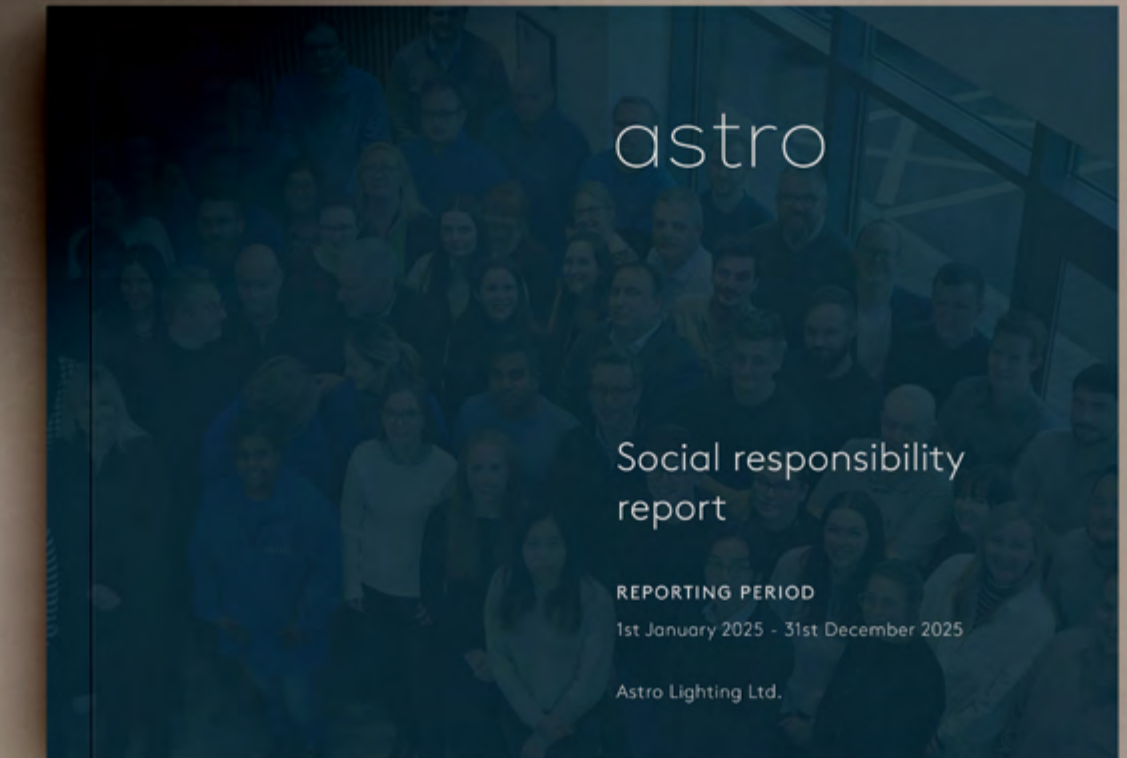 astro
Social responsibility
report
REPORTING PERIOD
1st January 2025 - 31st December 2025
Astro Lighting Ltd.